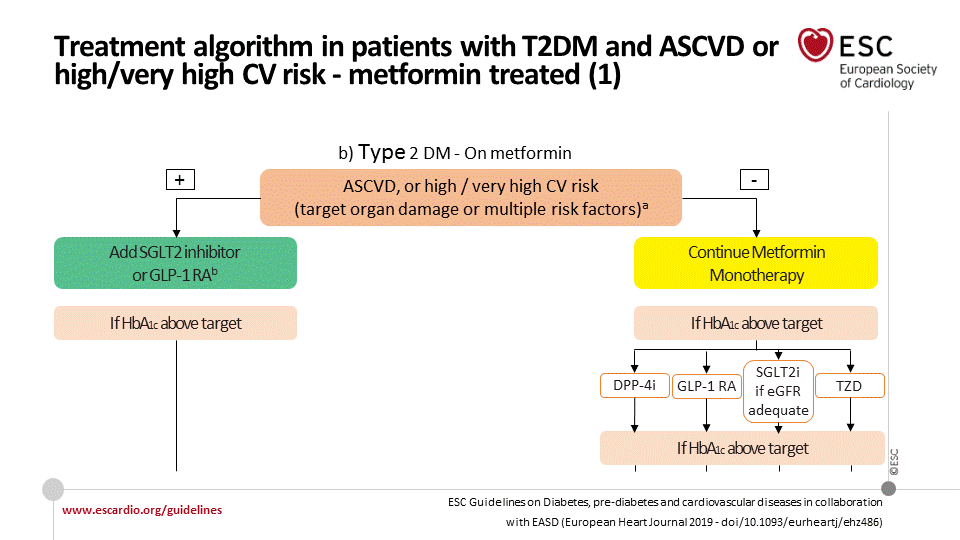 Treatment algorithm in patients with T2DM and ASCVD or
high/very high CV risk - metformin treated (1)
ESC
European Society
of Cardiology
b) Type 2 DM - On metformin
+
ASCVD, or high / very high CV risk
(target organ damage or multiple risk factors)ᵃ
-
Add SGLT2 inhibitor
or GLP-1 RAᵇ
Continue Metformin
Monotherapy
If HbA1c above target
If HbA1c above target
DPP-4i
GLP-1 RA
SGLT2i
if eGFR
adequate
TZD
If HbA1c above target
©ESC
www.escardio.org/guidelines
ESC Guidelines on Diabetes, pre-diabetes and cardiovascular diseases in collaboration
with EASD (European Heart Journal 2019 - doi/10.1093/eurheartj/ehz486)